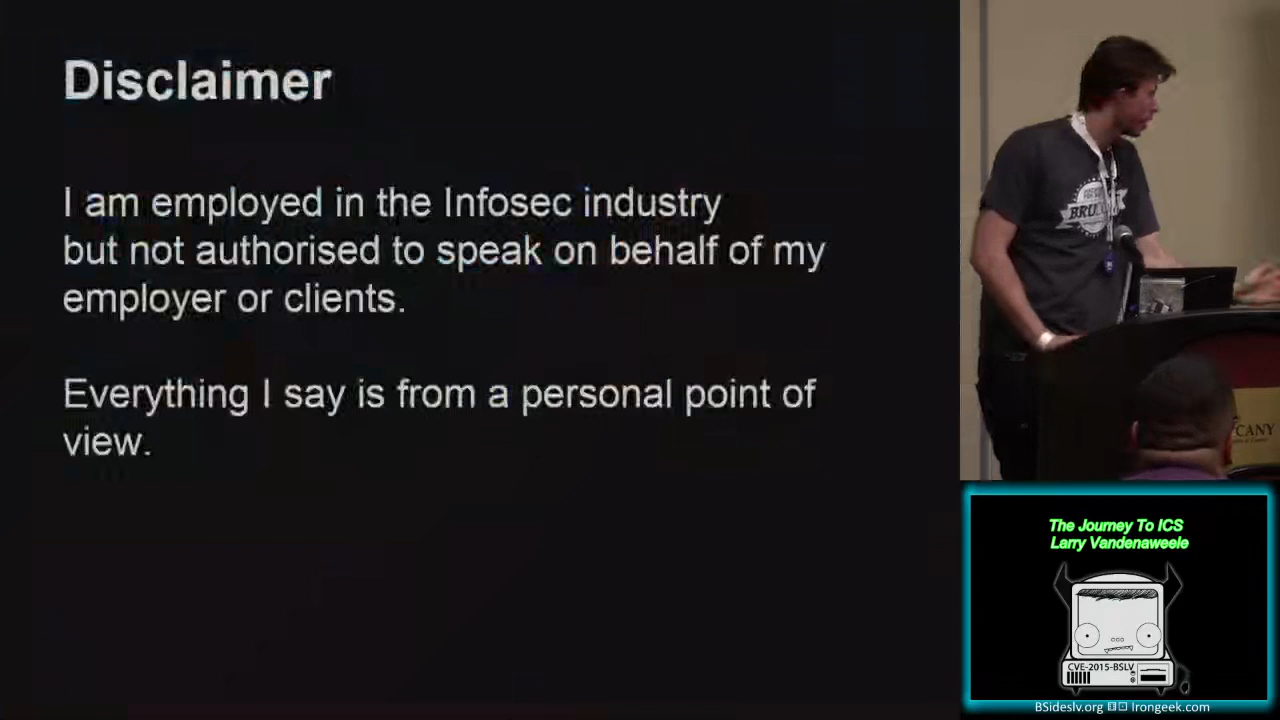 Disclaimer
I am employed in the Infosec industry
but not authorised to speak on behalf of my
employer or clients.
Everything I say is from a personal point of
view.
CANY
The Journey To ICS
Larry Vandenaweele
CVE-2015-BSLV
BSideslv.org
Irongeek.com